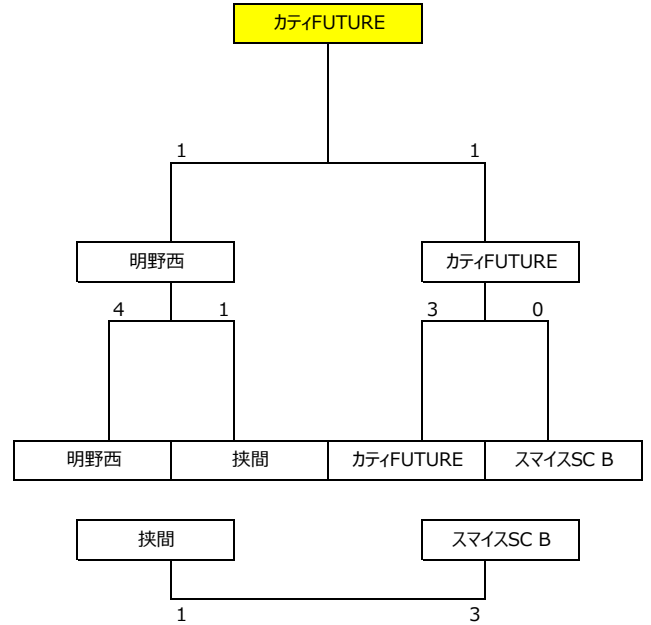 カティFUTURE
1 1
明野西 カティFUTURE
4 1 3 0
明野西 挟間 カティFUTURE スマイスSC B
挟間 スマイスSC B
1 3